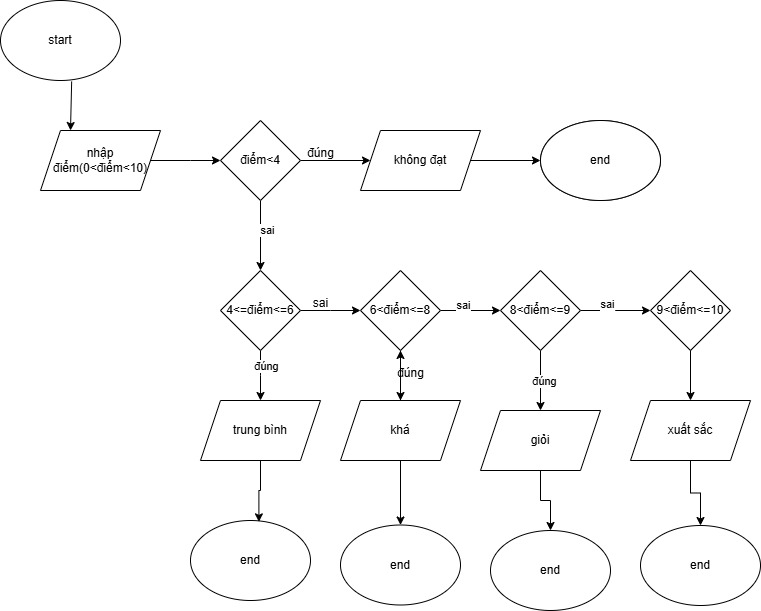 start
nhập
điểm(0<điểm<10)
điểm<4
đúng
không đạt
end
sai
4<=điểm<=6
sai
6<điểm<=8
sai
8<điểm<=9
sai
9<điểm<=10
đúng
đúng
đúng
trung bình
khá
giỏi
xuất sắc
end
end
end
end